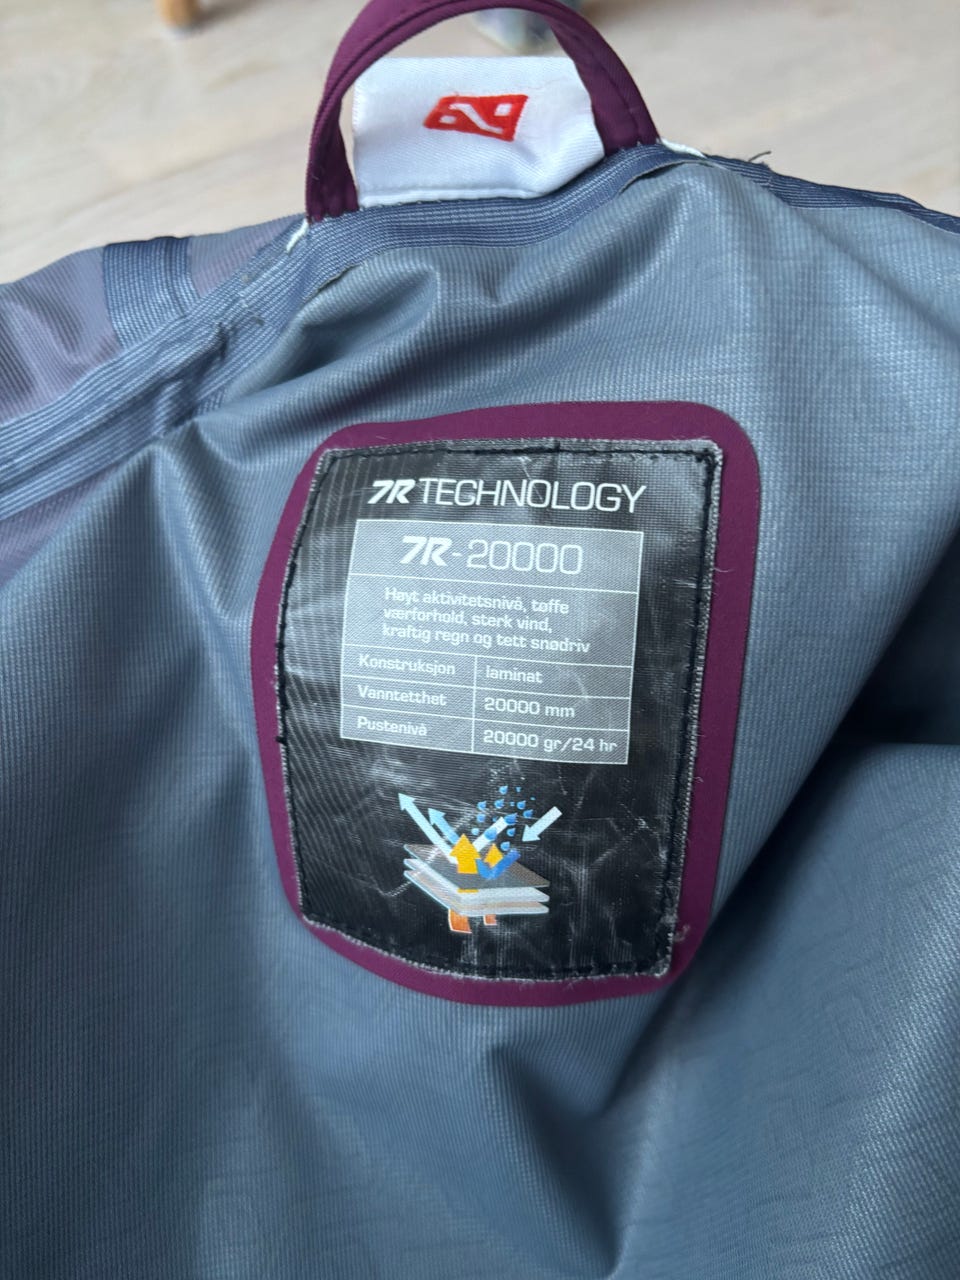 7R TECHNOLOGY
7R-20000
Høyt aktivitetsnivå, tøffe
værforhold, sterk vind,
kraftig regn og tett snødriv
Konstruksjon laminat
Vanntetthet 20000 mm
Pustenivå 20000 gr/24 hr